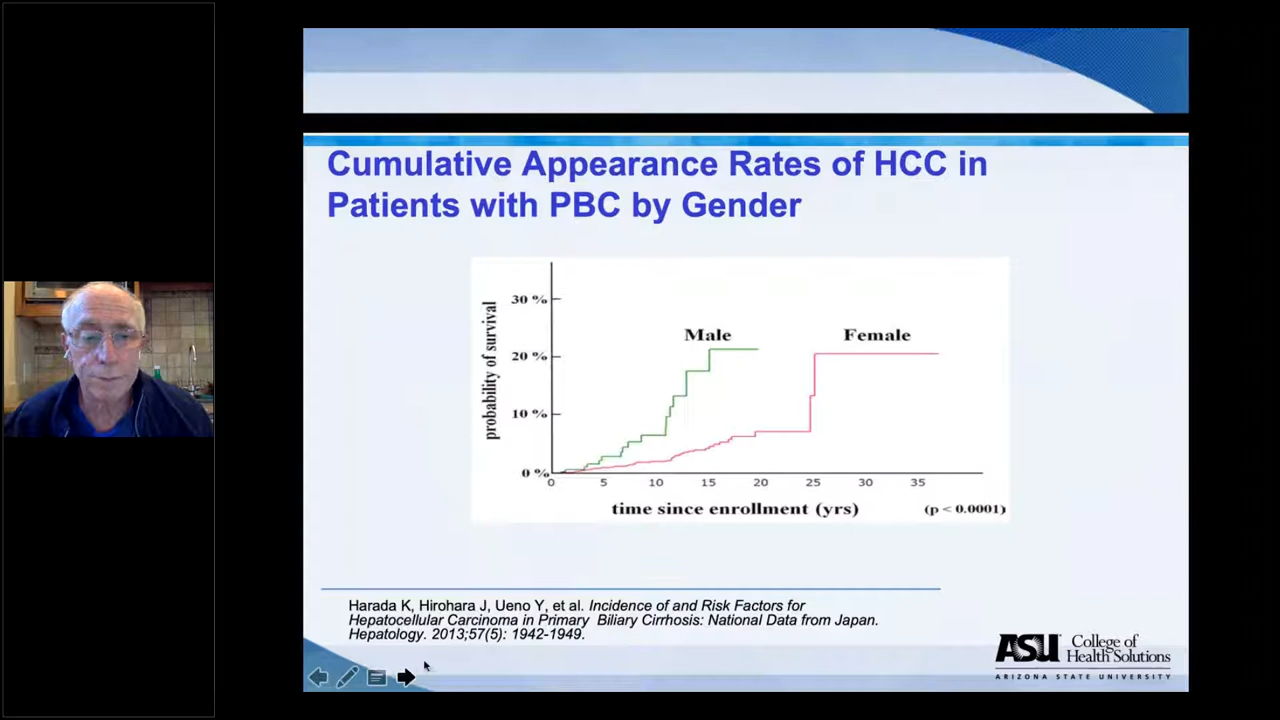 Cumulative Appearance Rates of HCC in
Patients with PBC by Gender
probability of survival
30 %
20 %
10 %
0 %
Male
Female
0 5 10 15 20 25 30 35
time since enrollment (yrs)
(p < 0.0001)
Harada K, Hirohara J, Ueno Y, et al. Incidence of and Risk Factors for
Hepatocellular Carcinoma in Primary Biliary Cirrhosis: National Data from Japan.
Hepatology. 2013;57(5): 1942-1949.
ASU College of
Health Solutions
ARIZONA STATE UNIVERSITY